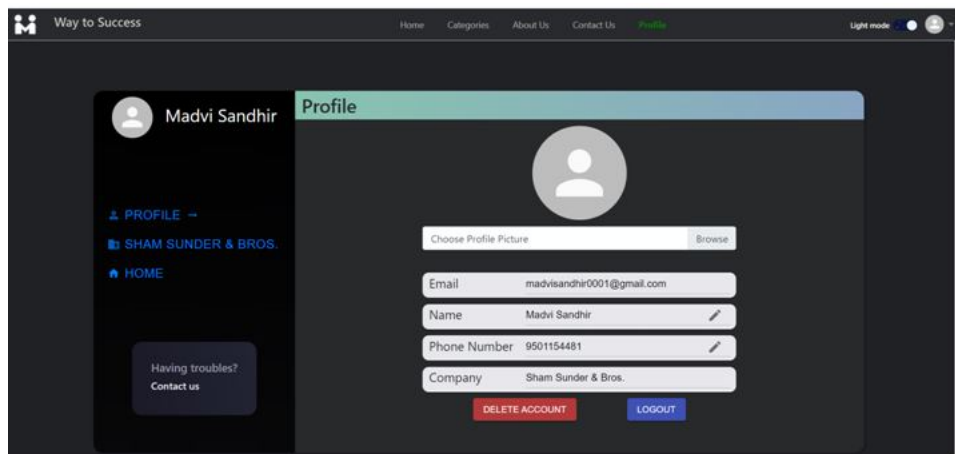 Way to Success
Home Categories About Us Contact Us Profile
Light mode
Madvi Sandhir
PROFILE →
SHAM SUNDER & BROS.
HOME
Having troubles?
Contact us
Profile
Choose Profile Picture Browse
Email madvisandhir0001@gmail.com
Name Madvi Sandhir
Phone Number 9501154481
Company Sham Sunder & Bros.
DELETE ACCOUNT LOGOUT